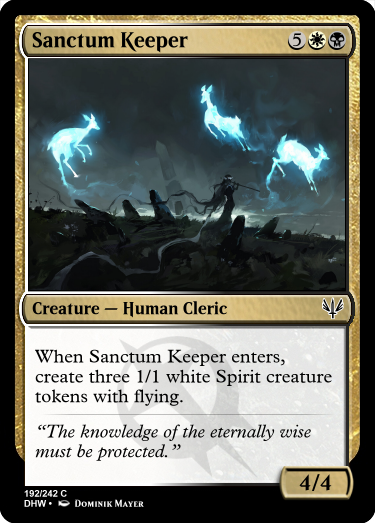 Sanctum Keeper 5
Creature — Human Cleric
When Sanctum Keeper enters,
create three 1/1 white Spirit creature
tokens with flying.
“The knowledge of the eternally wise
must be protected.”
4/4
192/242 C
DHW • Dominik Mayer